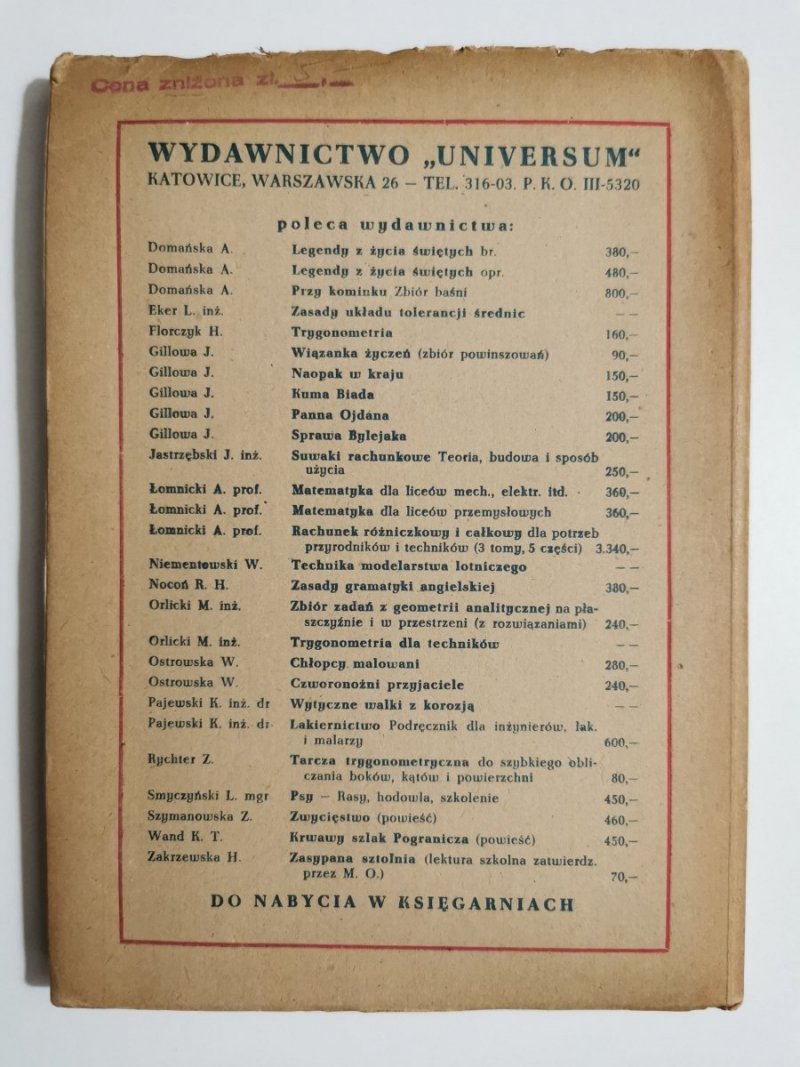 Cena zniżona zł. 5,—
WYDAWNICTWO „UNIVERSUM“
KATOWICE, WARSZAWSKA 26 — TEL. 316-03. P. K. O. III-5320
poleca wydawnictwa:
Domańska A. Legendy z życia świętych br. 380,—
Domańska A. Legendy z życia świętych opr. 480,—
Domańska A. Przy kominku Zbiór baśni 800,—
Eker L. inż. Zasady układu tolerancji średnic — —
Florczyk H. Trygonometria 160,—
Gillowa J. Wiązanka życzeń (zbiór powinszowań) 90,—
Gillowa J. Naopak w kraju 150,—
Gillowa J. Kuma Biada 150,—
Gillowa J. Panna Ojdana 200,—
Gillowa J. Sprawa Bylejaka 200,—
Jastrzębski J. inż. Suwaki rachunkowe Teoria, budowa i sposób
użycia 250,—
Łomnicki A. prof. Matematyka dla liceów mech., elektr. itd. 360,—
Łomnicki A. prof. Matematyka dla liceów przemysłowych 360,—
Łomnicki A. prof. Rachunek różniczkowy i całkowy dla potrzeb
przyrodników i techników (3 tomy, 5 części) 3.340,—
Niementowski W. Technika modelarstwa lotniczego — —
Nocoń R. H. Zasady gramatyki angielskiej 380,—
Orlicki M. inż. Zbiór zadań z geometrii analitycznej na pła-
szczyźnie i w przestrzeni (z rozwiązaniami) 240,—
Orlicki M. inż. Trygonometria dla techników — —
Ostrowska W. Chłopcy malowani 280,—
Ostrowska W. Czworonożni przyjaciele 240,—
Pajewski K. inż. dr Wytyczne walki z korozją — —
Pajewski K. inż. dr Lakiernictwo Podręcznik dla inżynierów, lak.
i malarzy 600,—
Rychter Z. Tarcza trygonometryczna do szybkiego obli-
czania boków, kątów i powierzchni 80,—
Smyczyński L. mgr Psy — Rasy, hodowla, szkolenie 450,—
Szymanowska Z. Zwycięstwo (powieść) 460,—
Wand K. T. Krwawy szlak Pogranicza (powieść) 450,—
Zakrzewska H. Zasypana sztolnia (lektura szkolna zatwierdz.
przez M. O.) 70,—
DO NABYCIA W KSIĘGARNIACH